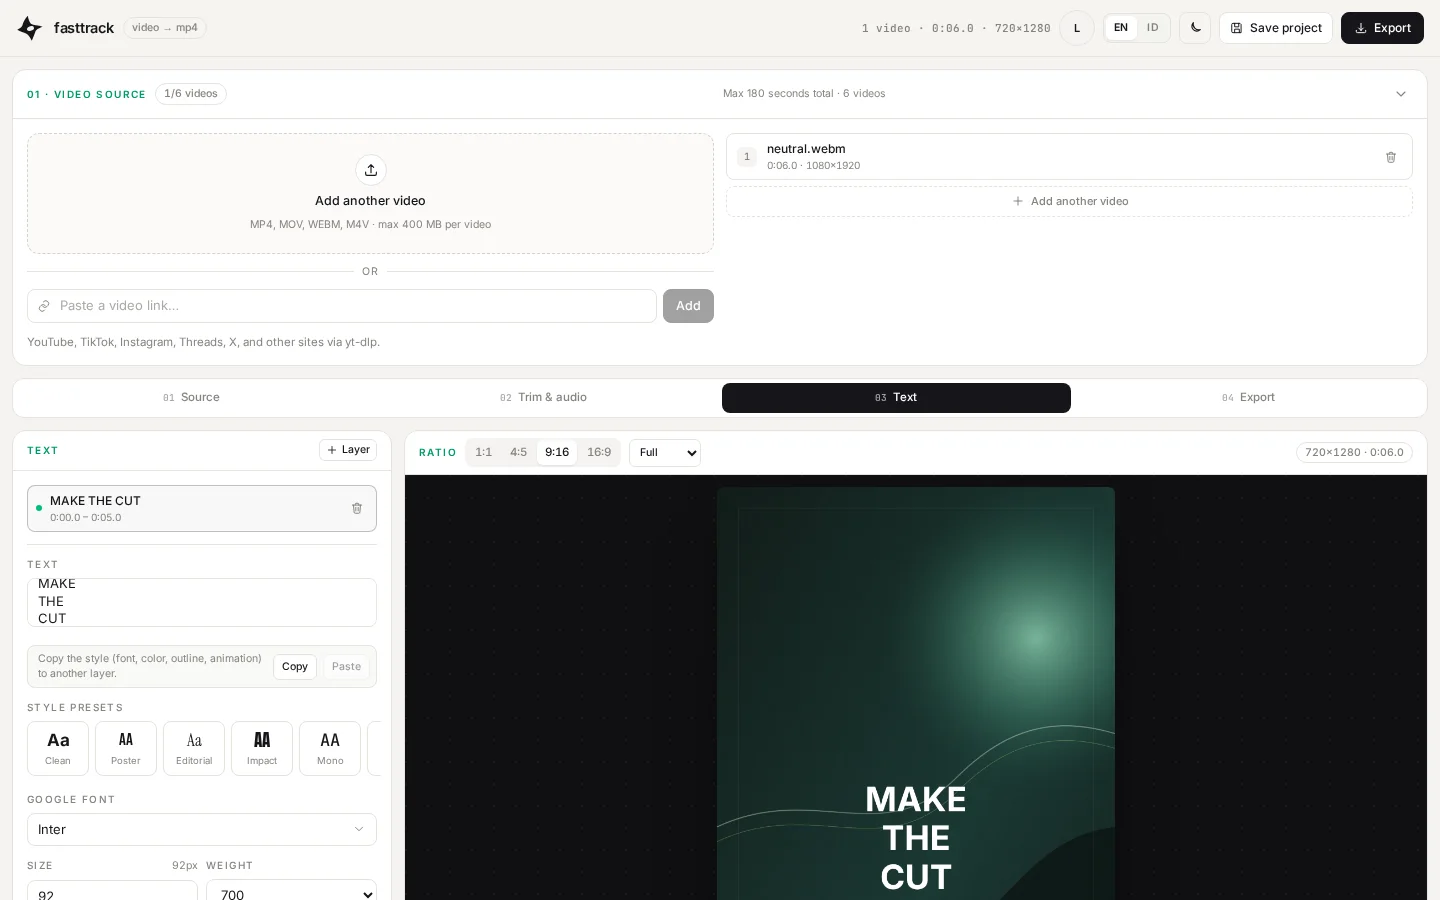 fasttrack
video → mp4
1 video · 0:06.0 · 720×1280
L
EN
ID
Save project
Export
01 · VIDEO SOURCE
1/6 videos
Max 180 seconds total · 6 videos
Add another video
MP4, MOV, WEBM, M4V · max 400 MB per video
OR
Paste a video link...
Add
YouTube, TikTok, Instagram, Threads, X, and other sites via yt-dlp.
1
neutral.webm
0:06.0 · 1080×1920
Add another video
01 Source
02 Trim & audio
03 Text
04 Export
TEXT
+ Layer
MAKE THE CUT
0:00.0 – 0:05.0
TEXT
MAKE
THE
CUT
Copy the style (font, color, outline, animation)
to another layer.
Copy
Paste
STYLE PRESETS
Aa
Clean
AA
Poster
Aa
Editorial
AA
Impact
AA
Mono
GOOGLE FONT
Inter
SIZE
92px
WEIGHT
92
700
RATIO
1:1
4:5
9:16
16:9
Full
720×1280 · 0:06.0
MAKE
THE
CUT